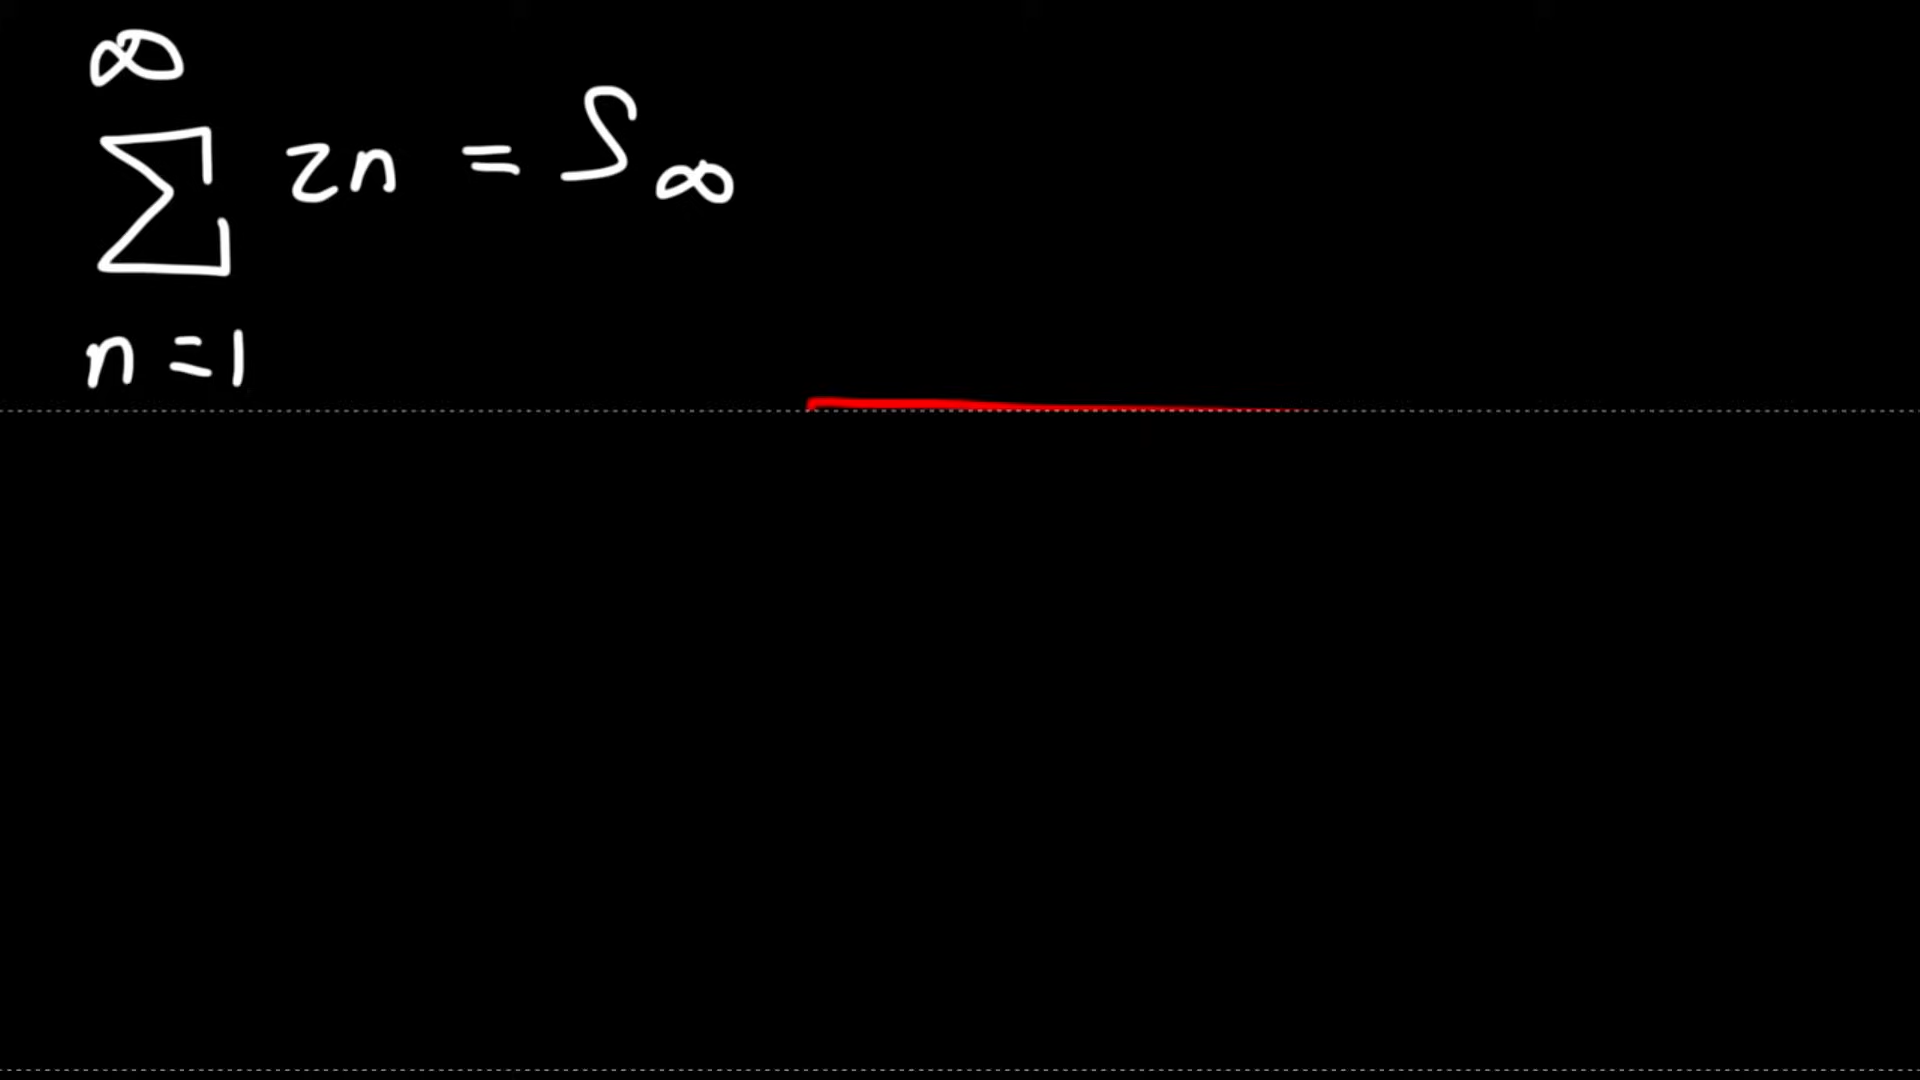 ∞
∑ 2n = S∞
n=1